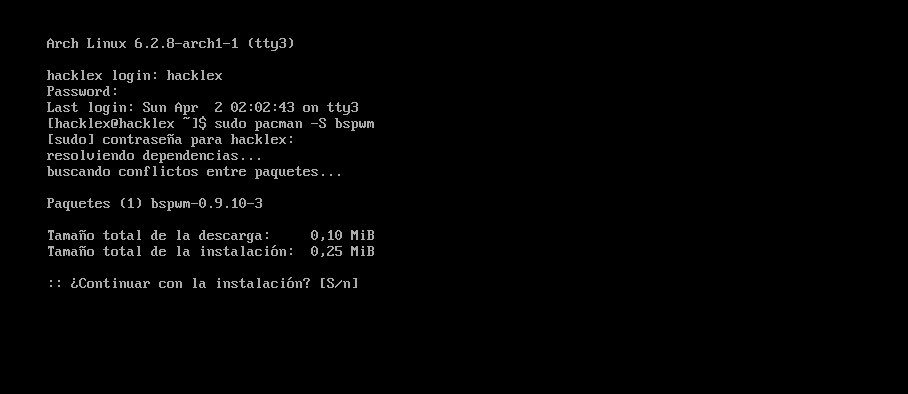 Arch Linux 6.2.8-arch1-1 (tty3)
hacklex login: hacklex
Password:
Last login: Sun Apr  2 02:02:43 on tty3
[hacklex@hacklex ~]$ sudo pacman -S bspwm
[sudo] contraseña para hacklex:
resolviendo dependencias...
buscando conflictos entre paquetes...
Paquetes (1) bspwm-0.9.10-3
Tamaño total de la descarga:     0,10 MiB
Tamaño total de la instalación:  0,25 MiB
:: ¿Continuar con la instalación? [S/n]